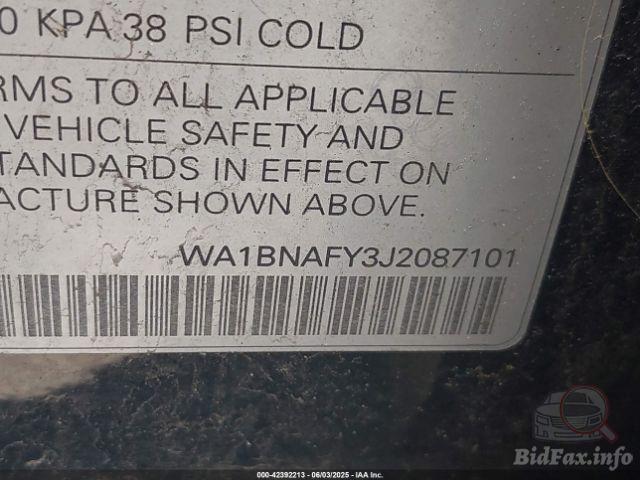 0 KPA 38 PSI COLD
RMS TO ALL APPLICABLE
VEHICLE SAFETY AND
TANDARDS IN EFFECT ON
ACTURE SHOWN ABOVE.
WA1BNAFY3J2087101
BidFax.info
000-42392213 - 06/03/2025 - IAA Inc.